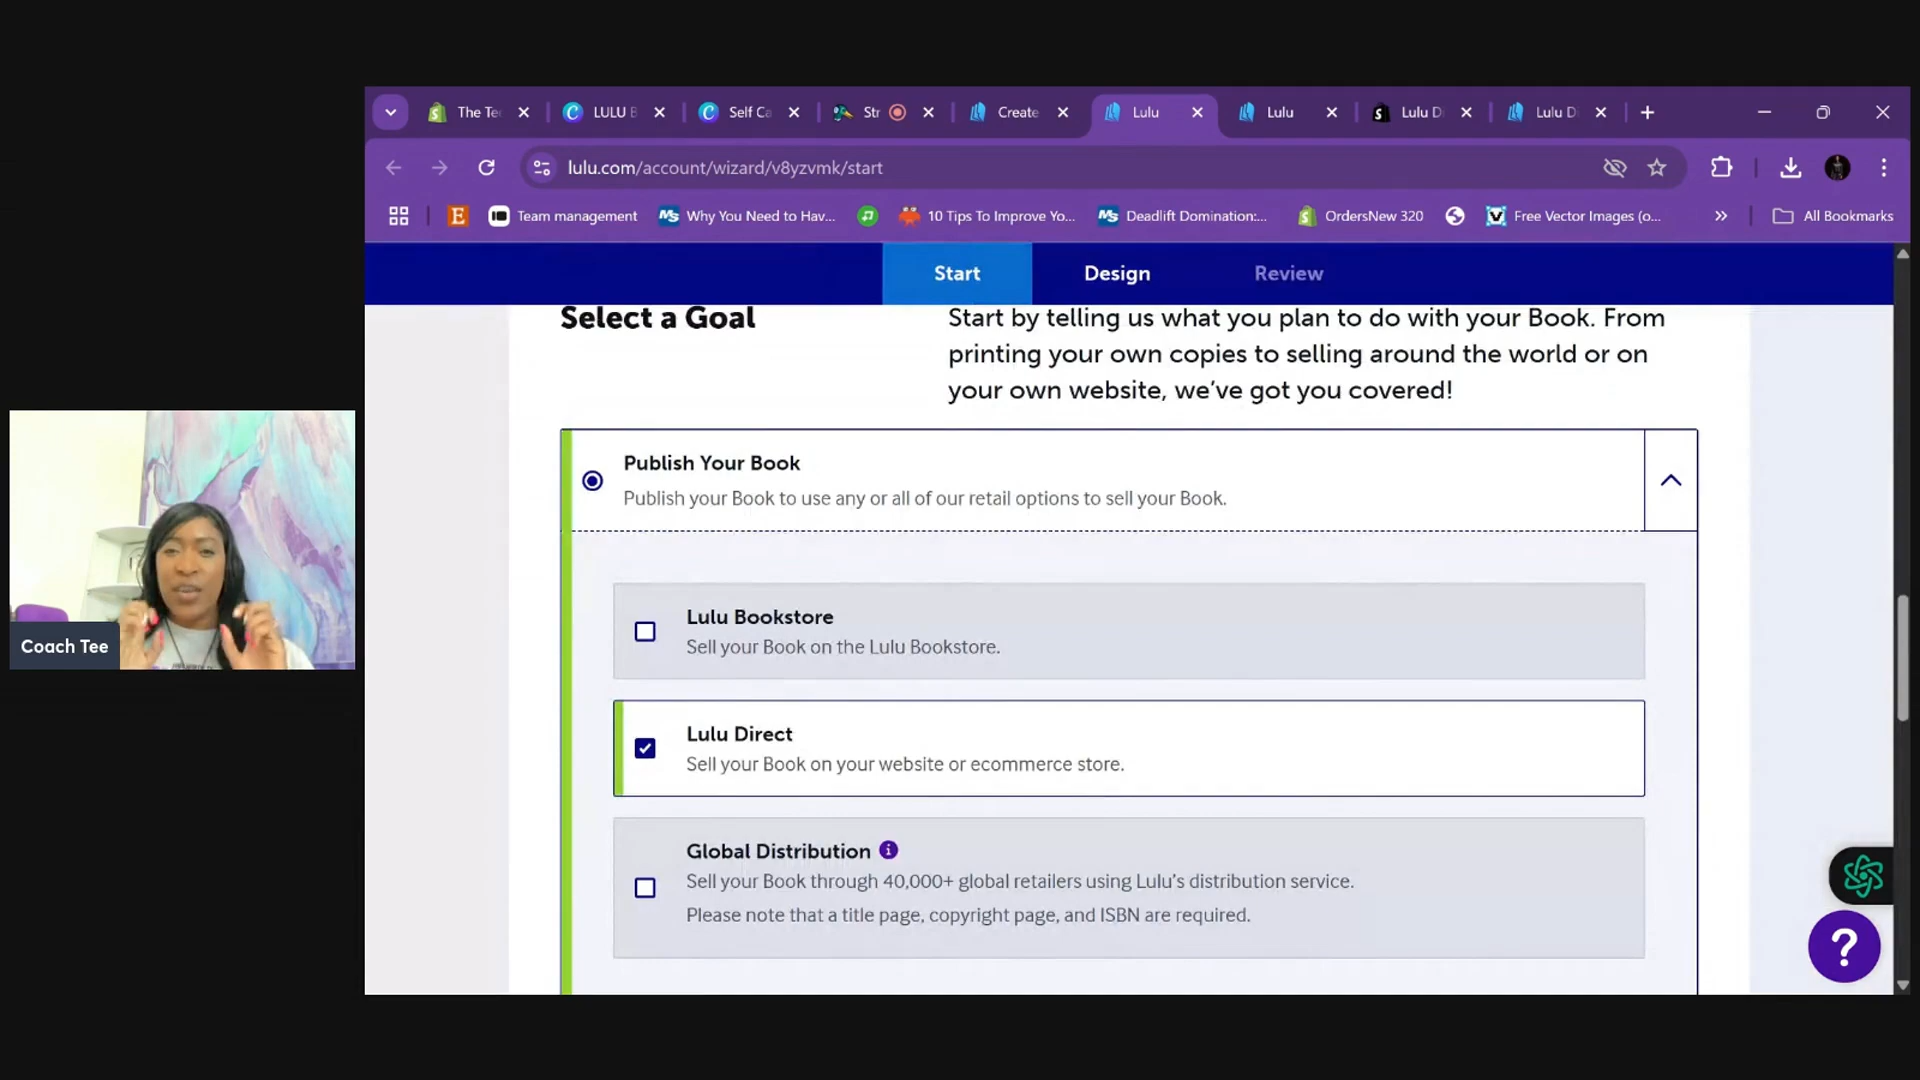 The Te
LULU B
Self Ca
Str
Create
Lulu
Lulu
Lulu D
Lulu D
lulu.com/account/wizard/v8yzvmk/start
E
Team management
MS
Why You Need to Hav...
10 Tips To Improve Yo...
MS
Deadlift Domination:...
OrdersNew 320
Free Vector Images (o...
All Bookmarks
Start
Design
Review
Select a Goal
Start by telling us what you plan to do with your Book. From
printing your own copies to selling around the world or on
your own website, we’ve got you covered!
Publish Your Book
Publish your Book to use any or all of our retail options to sell your Book.
Lulu Bookstore
Sell your Book on the Lulu Bookstore.
Coach Tee
Lulu Direct
Sell your Book on your website or ecommerce store.
Global Distribution
Sell your Book through 40,000+ global retailers using Lulu’s distribution service.
Please note that a title page, copyright page, and ISBN are required.
?